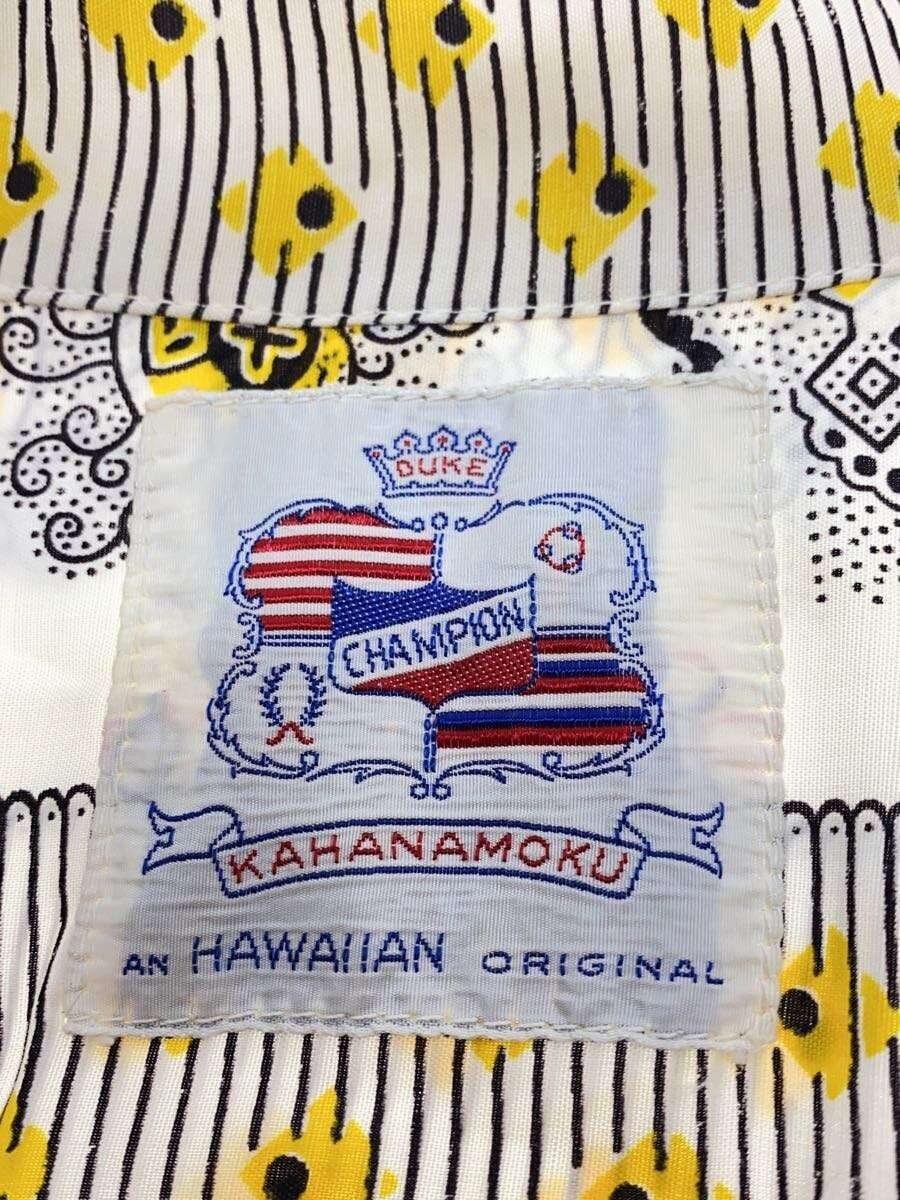 DUKE
CHAMPION
KAHANAMOKU
AN HAWAIIAN ORIGINAL